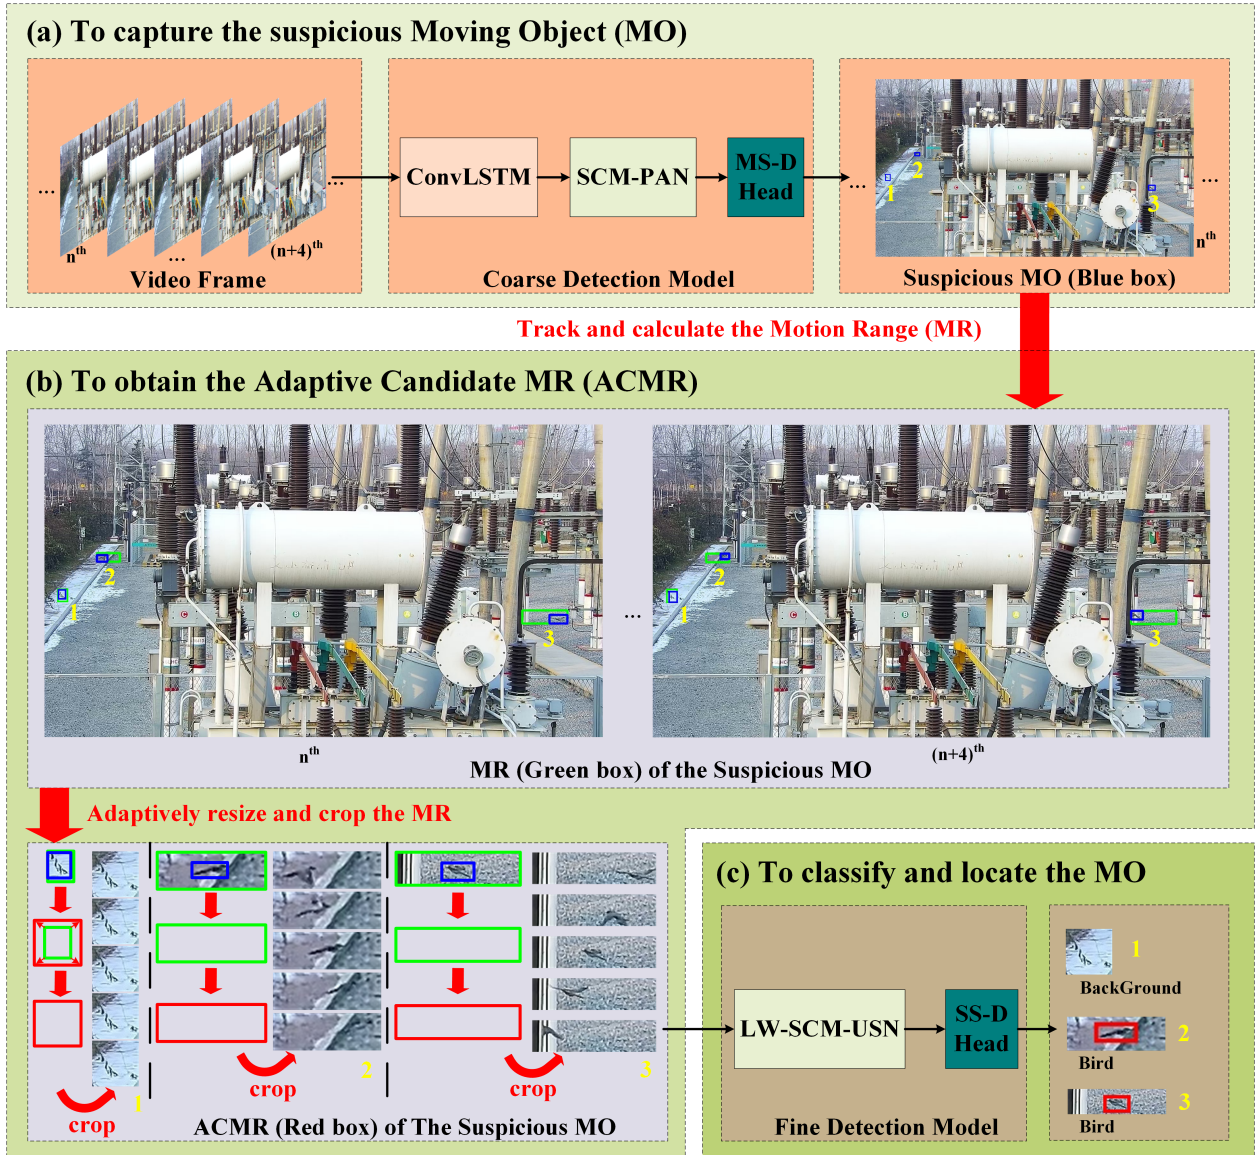 (a) To capture the suspicious Moving Object (MO)
...
nth
...
(n+4)th
...
Video Frame
ConvLSTM
SCM-PAN
MS-D
Head
Coarse Detection Model
...
1
2
3
...
nth
Suspicious MO (Blue box)
Track and calculate the Motion Range (MR)
(b) To obtain the Adaptive Candidate MR (ACMR)
1
2
3
C
B
nth
...
1
2
3
C
B
(n+4)th
MR (Green box) of the Suspicious MO
Adaptively resize and crop the MR
crop
1
crop
2
crop
3
ACMR (Red box) of The Suspicious MO
(c) To classify and locate the MO
LW-SCM-USN
SS-D
Head
Fine Detection Model
1
BackGround
2
Bird
3
Bird